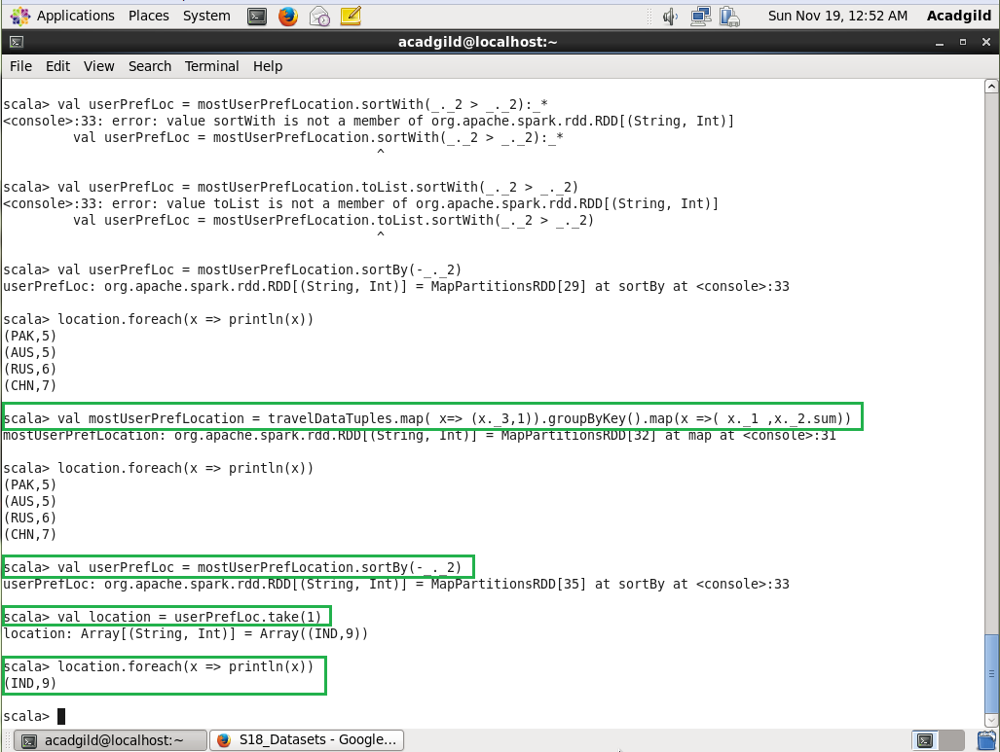 Applications Places System Sun Nov 19, 12:52 AM Acadgild
acadgild@localhost:~
File Edit View Search Terminal Help
scala> val userPrefLoc = mostUserPrefLocation.sortWith(_._2 > _._2):_*
<console>:33: error: value sortWith is not a member of org.apache.spark.rdd.RDD[(String, Int)]
         val userPrefLoc = mostUserPrefLocation.sortWith(_._2 > _._2):_*
                                                ^
scala> val userPrefLoc = mostUserPrefLocation.toList.sortWith(_._2 > _._2)
<console>:33: error: value toList is not a member of org.apache.spark.rdd.RDD[(String, Int)]
         val userPrefLoc = mostUserPrefLocation.toList.sortWith(_._2 > _._2)
                                                ^
scala> val userPrefLoc = mostUserPrefLocation.sortBy(-_._2)
userPrefLoc: org.apache.spark.rdd.RDD[(String, Int)] = MapPartitionsRDD[29] at sortBy at <console>:33
scala> location.foreach(x => println(x))
(PAK,5)
(AUS,5)
(RUS,6)
(CHN,7)
scala> val mostUserPrefLocation = travelDataTuples.map( x=> (x._3,1)).groupByKey().map(x =>( x._1 ,x._2.sum))
mostUserPrefLocation: org.apache.spark.rdd.RDD[(String, Int)] = MapPartitionsRDD[32] at map at <console>:31
scala> location.foreach(x => println(x))
(PAK,5)
(AUS,5)
(RUS,6)
(CHN,7)
scala> val userPrefLoc = mostUserPrefLocation.sortBy(-_._2)
userPrefLoc: org.apache.spark.rdd.RDD[(String, Int)] = MapPartitionsRDD[35] at sortBy at <console>:33
scala> val location = userPrefLoc.take(1)
location: Array[(String, Int)] = Array((IND,9))
scala> location.foreach(x => println(x))
(IND,9)
scala>
acadgild@localhost:~ S18_Datasets - Google...